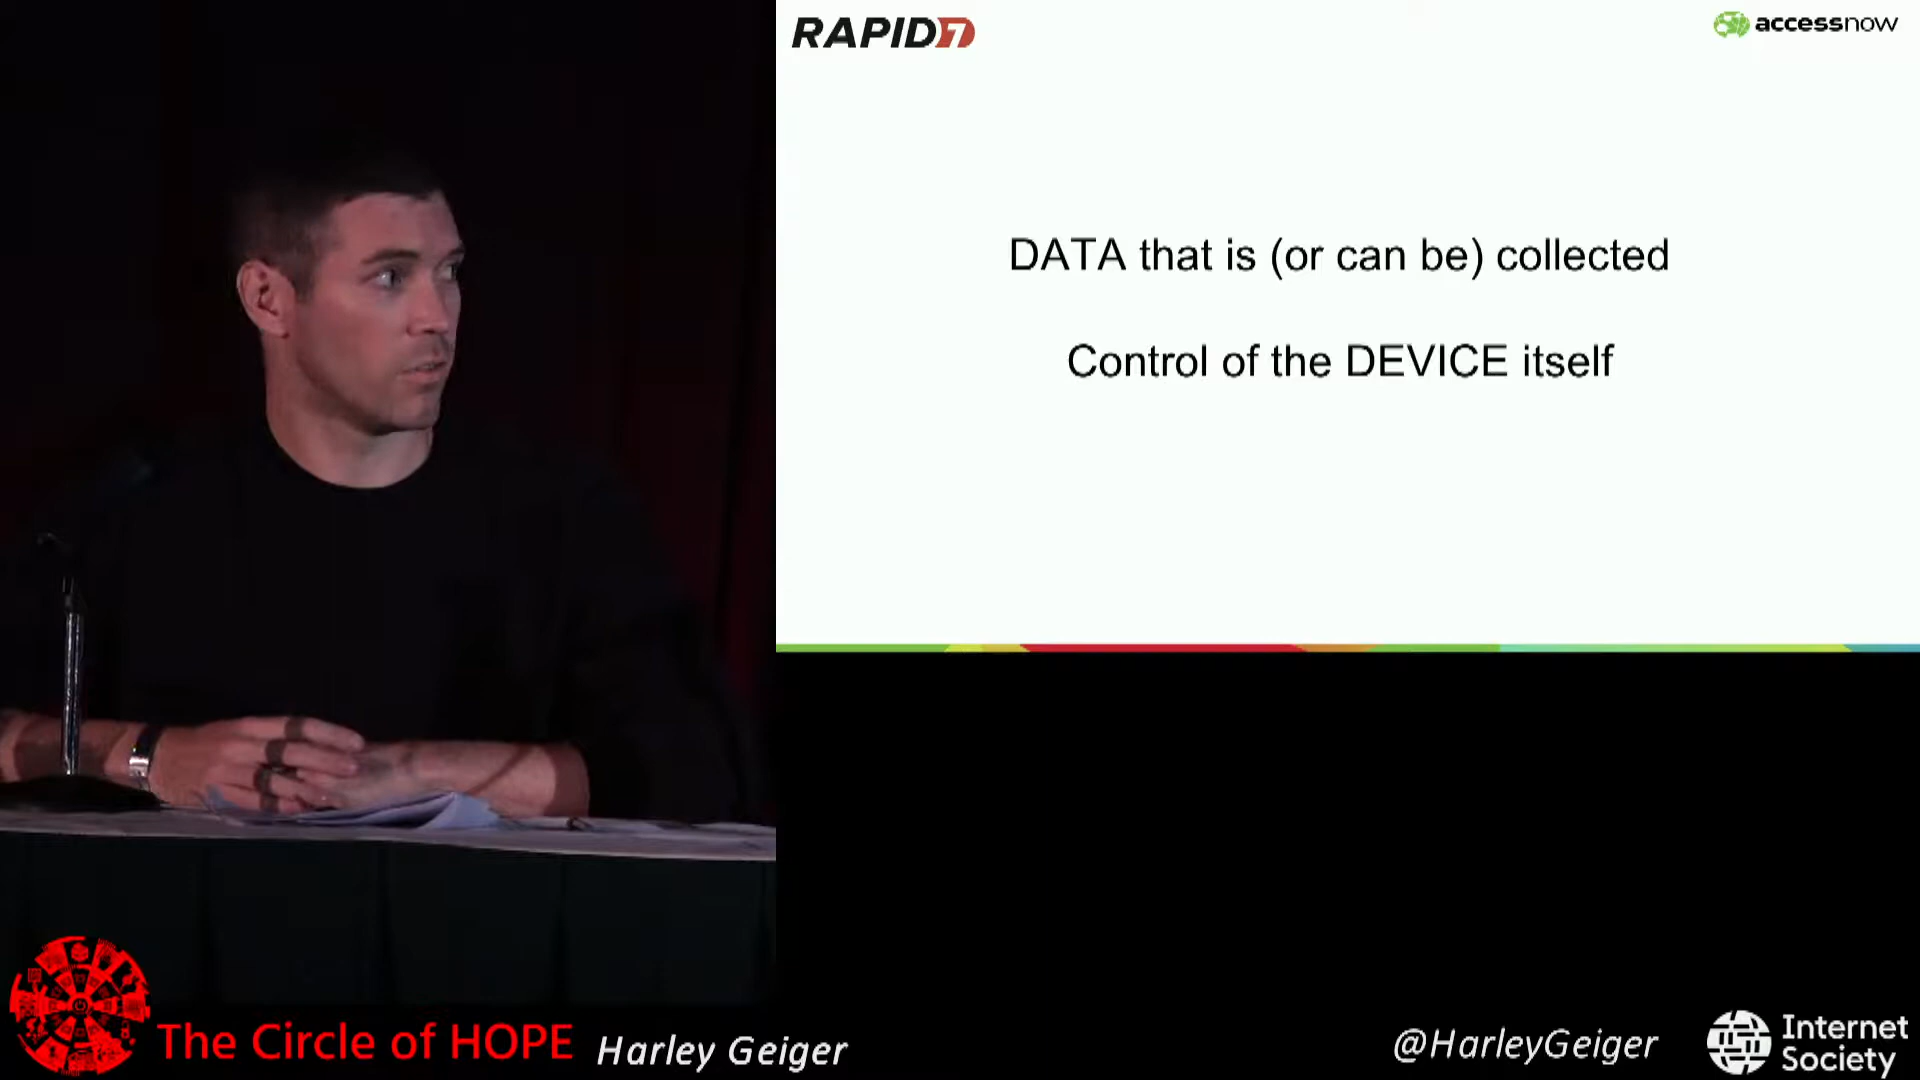 RAPID7
accessnow
DATA that is (or can be) collected
Control of the DEVICE itself
The Circle of HOPE
Harley Geiger
@HarleyGeiger
Internet
Society